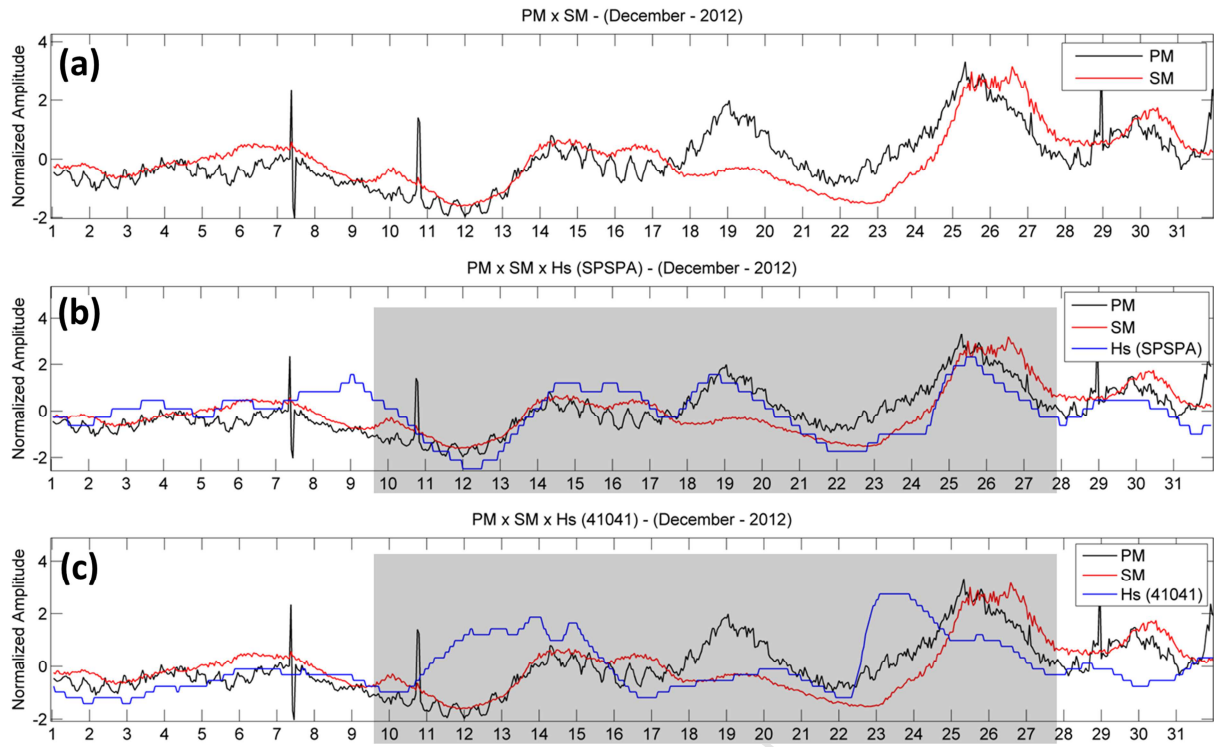 PM x SM - (December - 2012)
(a)
Normalized Amplitude
4
2
0
-2
PM
SM
1 2 3 4 5 6 7 8 9 10 11 12 13 14 15 16 17 18 19 20 21 22 23 24 25 26 27 28 29 30 31
PM x SM x Hs (SPSPA) - (December - 2012)
(b)
Normalized Amplitude
4
2
0
-2
PM
SM
Hs (SPSPA)
1 2 3 4 5 6 7 8 9 10 11 12 13 14 15 16 17 18 19 20 21 22 23 24 25 26 27 28 29 30 31
PM x SM x Hs (41041) - (December - 2012)
(c)
Normalized Amplitude
4
2
0
-2
PM
SM
Hs (41041)
1 2 3 4 5 6 7 8 9 10 11 12 13 14 15 16 17 18 19 20 21 22 23 24 25 26 27 28 29 30 31